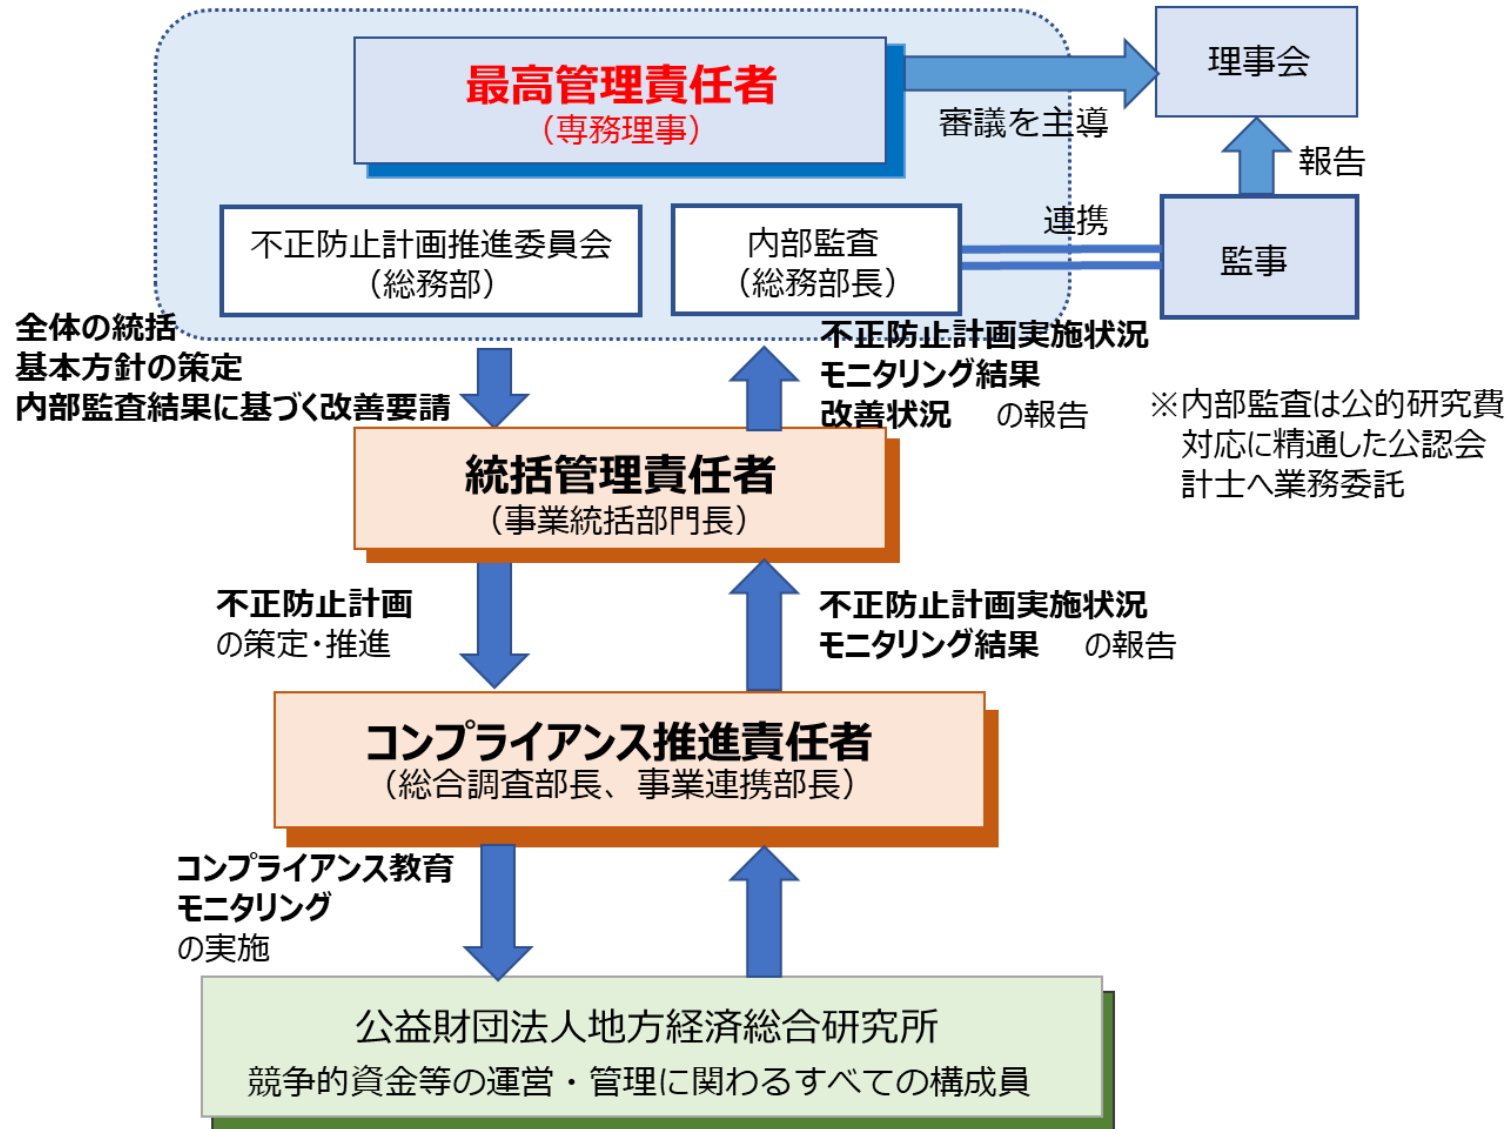 最高管理責任者
（専務理事）
理事会
審議を主導
報告
不正防止計画推進委員会
（総務部）
内部監査
（総務部長）
連携
監事
全体の統括
基本方針の策定
内部監査結果に基づく改善要請
不正防止計画実施状況
モニタリング結果
改善状況　の報告
※内部監査は公的研究費
対応に精通した公認会
計士へ業務委託
統括管理責任者
（事業統括部門長）
不正防止計画
の策定・推進
不正防止計画実施状況
モニタリング結果　の報告
コンプライアンス推進責任者
（総合調査部長、事業連携部長）
コンプライアンス教育
モニタリング
の実施
公益財団法人地方経済総合研究所
競争的資金等の運営・管理に関わるすべての構成員